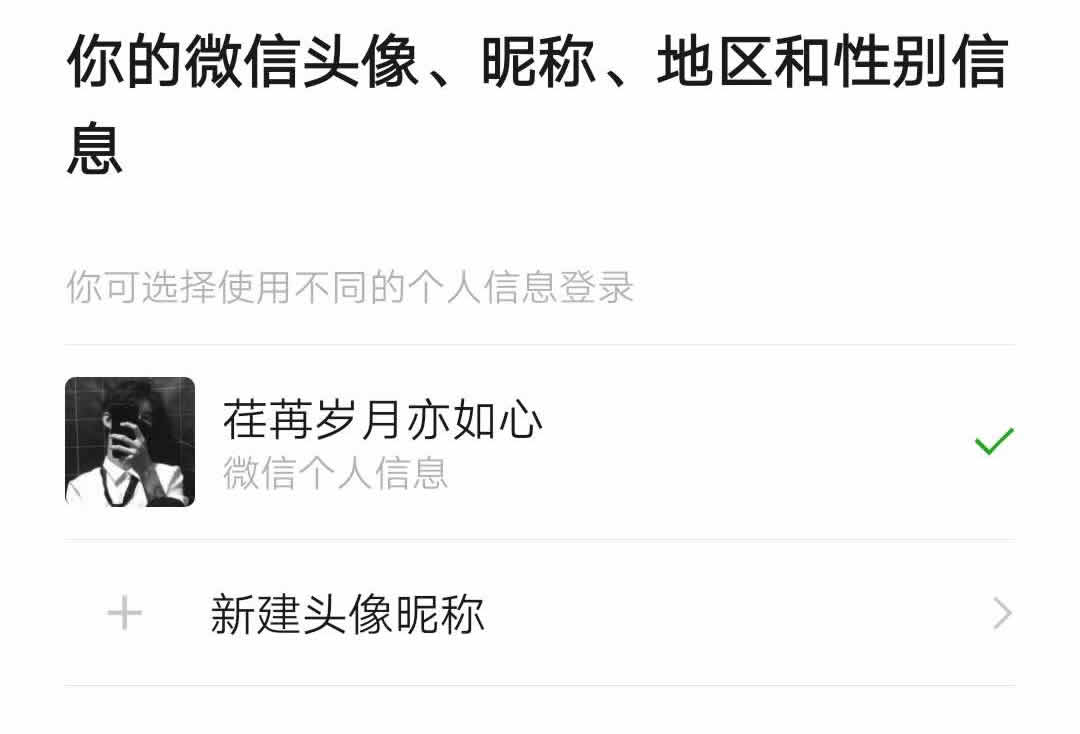 你的微信头像、昵称、地区和性别信
息
你可选择使用不同的个人信息登录
荏苒岁月亦如心
微信个人信息
新建头像昵称